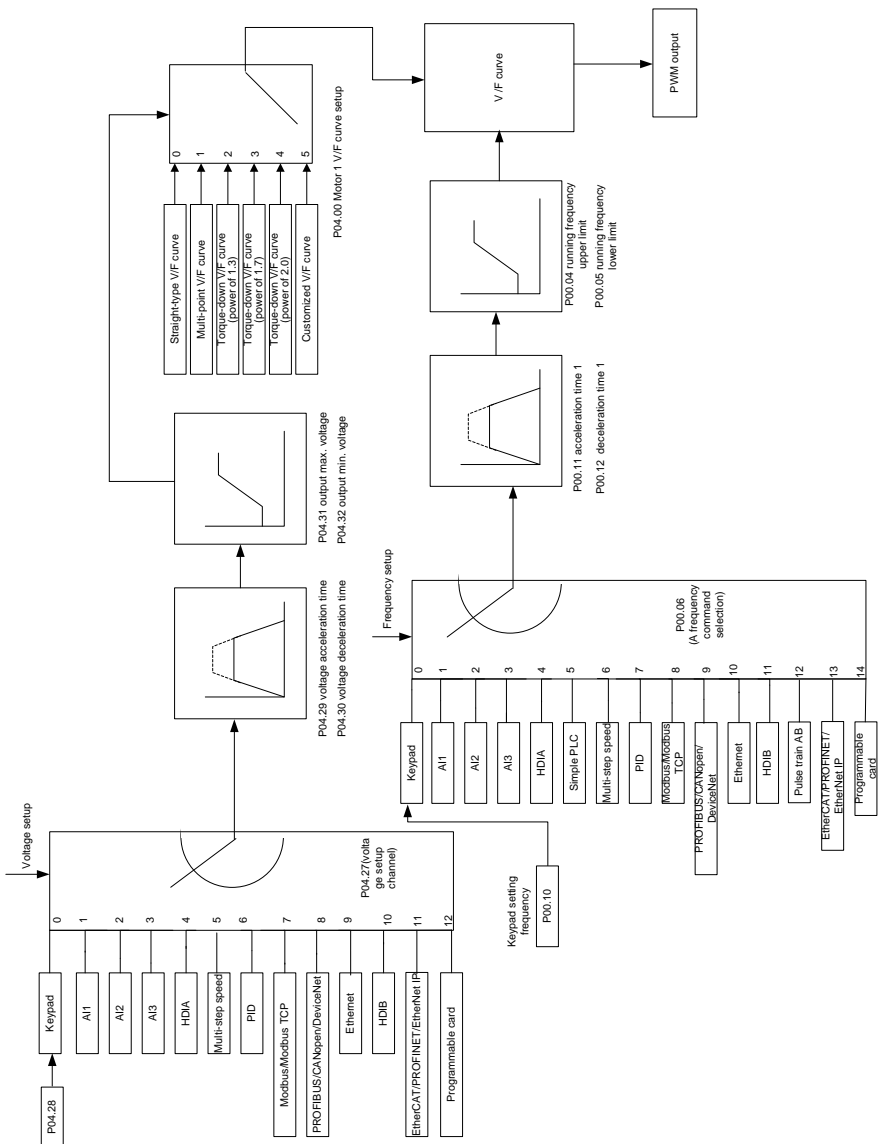 Voltage setup
P04.28
Keypad
AI1
AI2
AI3
HDIA
Multi-step speed
PID
Modbus/Modbus TCP
PROFIBUS/CANopen/DeviceNet
Ethernet
HDIB
EtherCAT/PROFINET/EtherNet IP
Programmable card
0
1
2
3
4
5
6
7
8
9
10
11
12
P04.27(volta
ge setup
channel)
P04.29 voltage acceleration time
P04.30 voltage deceleration time
P04.31 output max. voltage
P04.32 output min. voltage
Straight-type V/F curve
Multi-point V/F curve
Torque-down V/F curve
(power of 1.3)
Torque-down V/F curve
(power of 1.7)
Torque-down V/F curve
(power of 2.0)
Customized V/F curve
0
1
2
3
4
5
P04.00 Motor 1 V/F curve setup
Keypad setting
frequency
P00.10
Frequency setup
Keypad
AI1
AI2
AI3
HDIA
Simple PLC
Multi-step speed
PID
Modbus/Modbus
TCP
PROFIBUS/CANopen/
DeviceNet
Ethernet
HDIB
Pulse train AB
EtherCAT/PROFINET/
EtherNet IP
Programmable
card
0
1
2
3
4
5
6
7
8
9
10
11
12
13
14
P00.06
(A frequency
command
selection)
P00.11 acceleration time 1
P00.12 deceleration time 1
P00.04 running frequency
upper limit
P00.05 running frequency
lower limit
V /F curve
PWM output